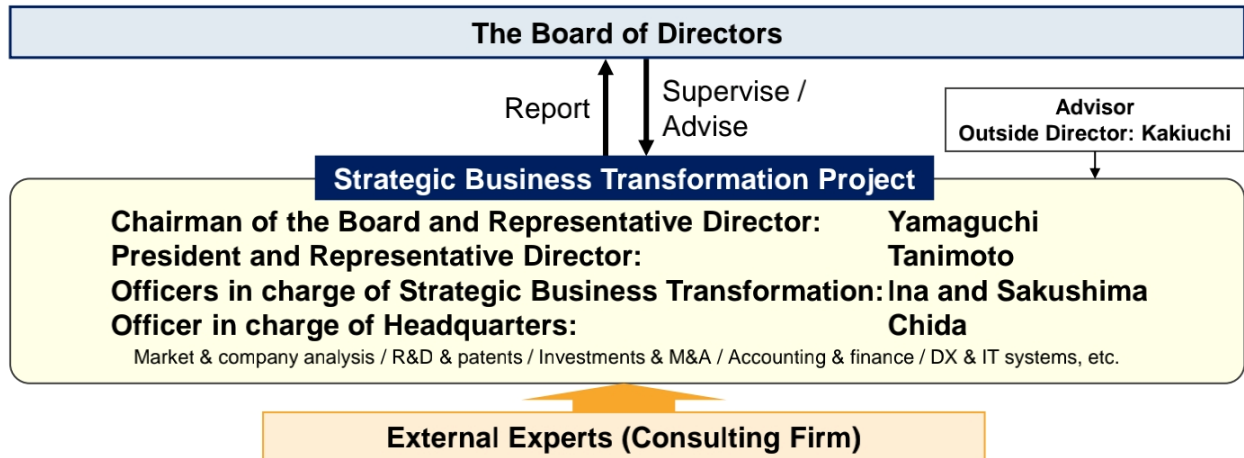 The Board of Directors
Report
Supervise /
Advise
Advisor
Outside Director: Kakiuchi
Strategic Business Transformation Project
Chairman of the Board and Representative Director: Yamaguchi
President and Representative Director: Tanimoto
Officers in charge of Strategic Business Transformation: Ina and Sakushima
Officer in charge of Headquarters: Chida
Market & company analysis / R&D & patents / Investments & M&A / Accounting & finance / DX & IT systems, etc.
External Experts (Consulting Firm)